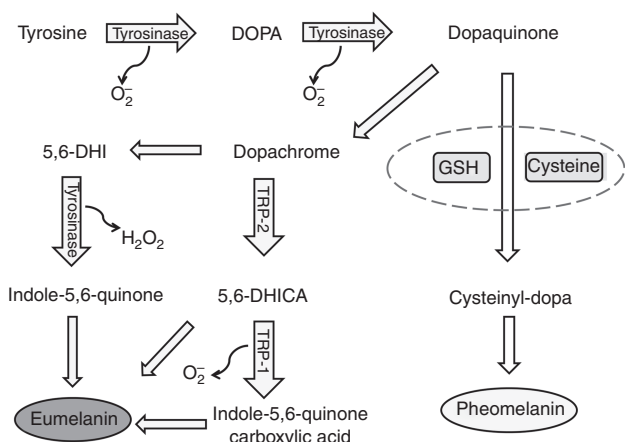 Tyrosine
Tyrosinase
DOPA
Tyrosinase
Dopaquinone
O₂⁻
O₂⁻
5,6-DHI
Dopachrome
GSH
Cysteine
Tyrosinase
H₂O₂
TRP-2
Indole-5,6-quinone
5,6-DHICA
Cysteinyl-dopa
O₂⁻
TRP-1
Eumelanin
Indole-5,6-quinone
carboxylic acid
Pheomelanin